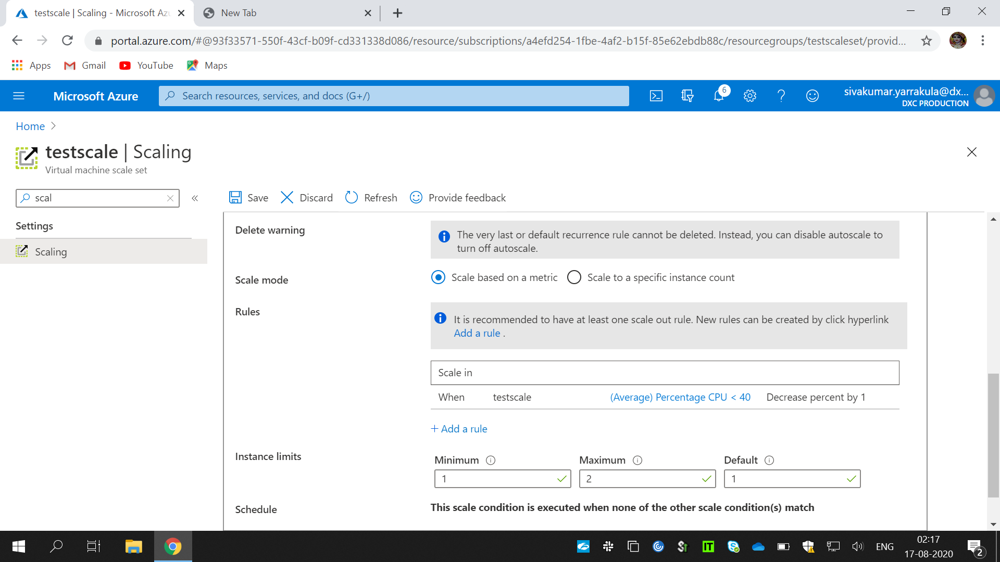 testscale | Scaling - Microsoft Az
New Tab
portal.azure.com/#@93f33571-550f-43cf-b09f-cd331338d086/resource/subscriptions/a4efd254-1fbe-4af2-b15f-85e62ebdb88c/resourcegroups/testscaleset/provid...
Apps
Gmail
YouTube
Maps
Microsoft Azure
Search resources, services, and docs (G+/)
6
sivakumar.yarrakula@dx...
DXC PRODUCTION
Home
testscale | Scaling
Virtual machine scale set
scal
«
Settings
Scaling
Save
Discard
Refresh
Provide feedback
Delete warning
The very last or default recurrence rule cannot be deleted. Instead, you can disable autoscale to
turn off autoscale.
Scale mode
Scale based on a metric
Scale to a specific instance count
Rules
It is recommended to have at least one scale out rule. New rules can be created by click hyperlink
Add a rule .
Scale in
When testscale (Average) Percentage CPU < 40 Decrease percent by 1
+ Add a rule
Instance limits
Minimum
1
Maximum
2
Default
1
Schedule
This scale condition is executed when none of the other scale condition(s) match
IT
ENG
02:17
17-08-2020
2